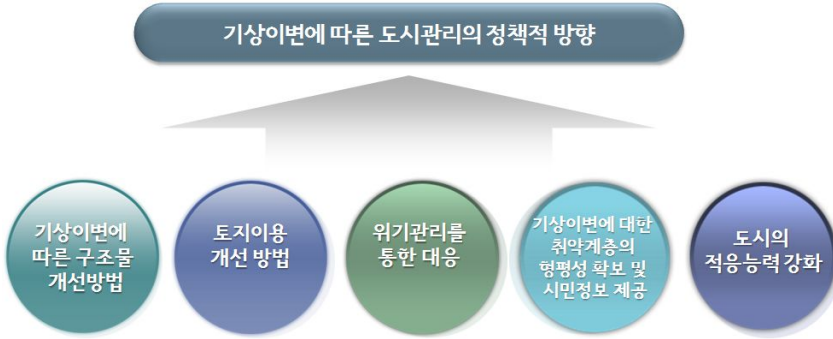 기상이변에 따른 도시관리의 정책적 방향
기상이변에
따른 구조물
개선방법
토지이용
개선 방법
위기관리를
통한 대응
기상이변에 대한
취약계층의
형평성 확보 및
시민정보 제공
도시의
적응능력 강화